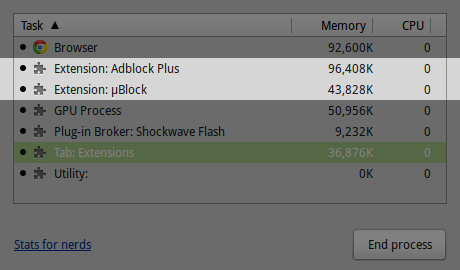 Task ▲ Memory CPU
Browser 92,600K 0
Extension: Adblock Plus 96,408K 0
Extension: µBlock 43,828K 0
GPU Process 50,956K 0
Plug-in Broker: Shockwave Flash 9,232K 0
Tab: Extensions 36,876K 0
Utility: 0K 0
Stats for nerds End process